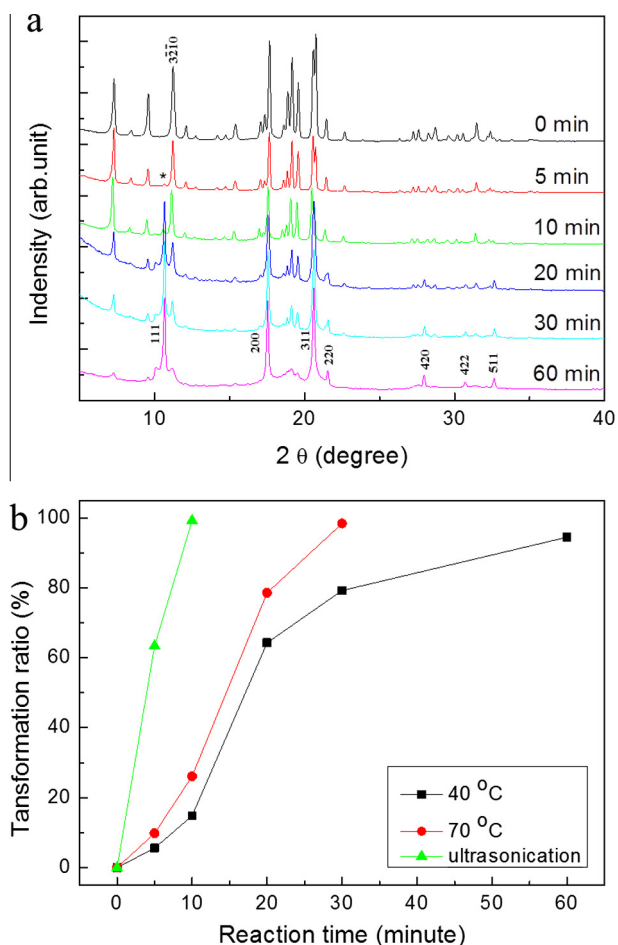 a
3̄2̄10
0 min
*
5 min
10 min
20 min
30 min
111
200
311
220
420
422
511
60 min
Indensity (arb.unit)
10
20
30
40
2 θ (degree)
b
100
80
60
40
20
0
Tansformation ratio (%)
40 °C
70 °C
ultrasonication
0
10
20
30
40
50
60
Reaction time (minute)